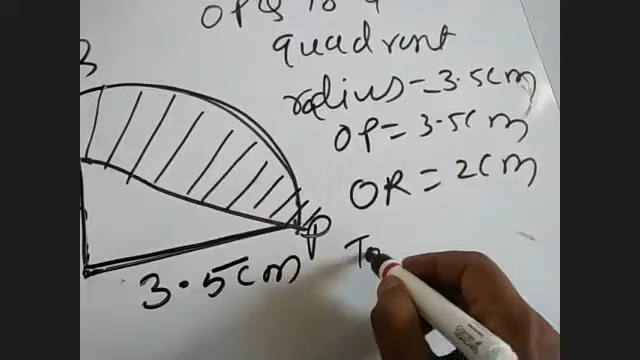 OPQ is a
quadrant
radius=3.5cm
OP=3.5cm
OR=2cm
P
3.5cm
To